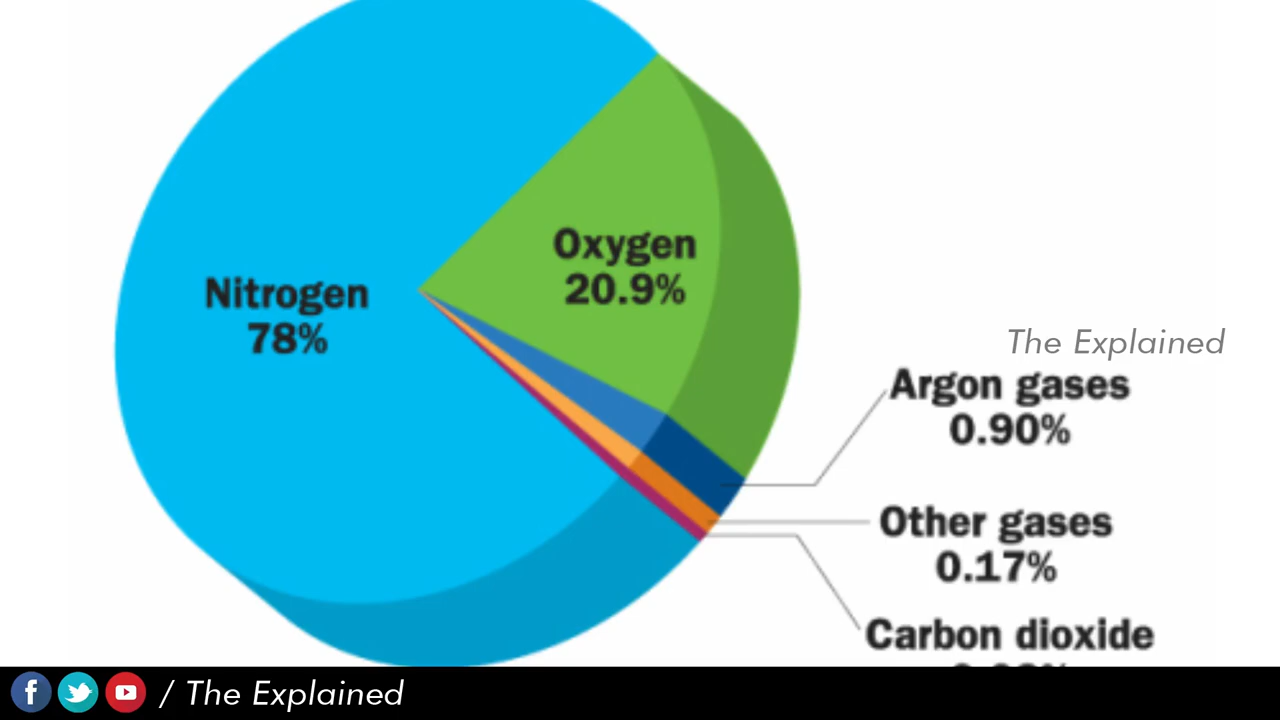 Oxygen
20.9%
Nitrogen
78%
The Explained
Argon gases
0.90%
Other gases
0.17%
Carbon dioxide
/ The Explained